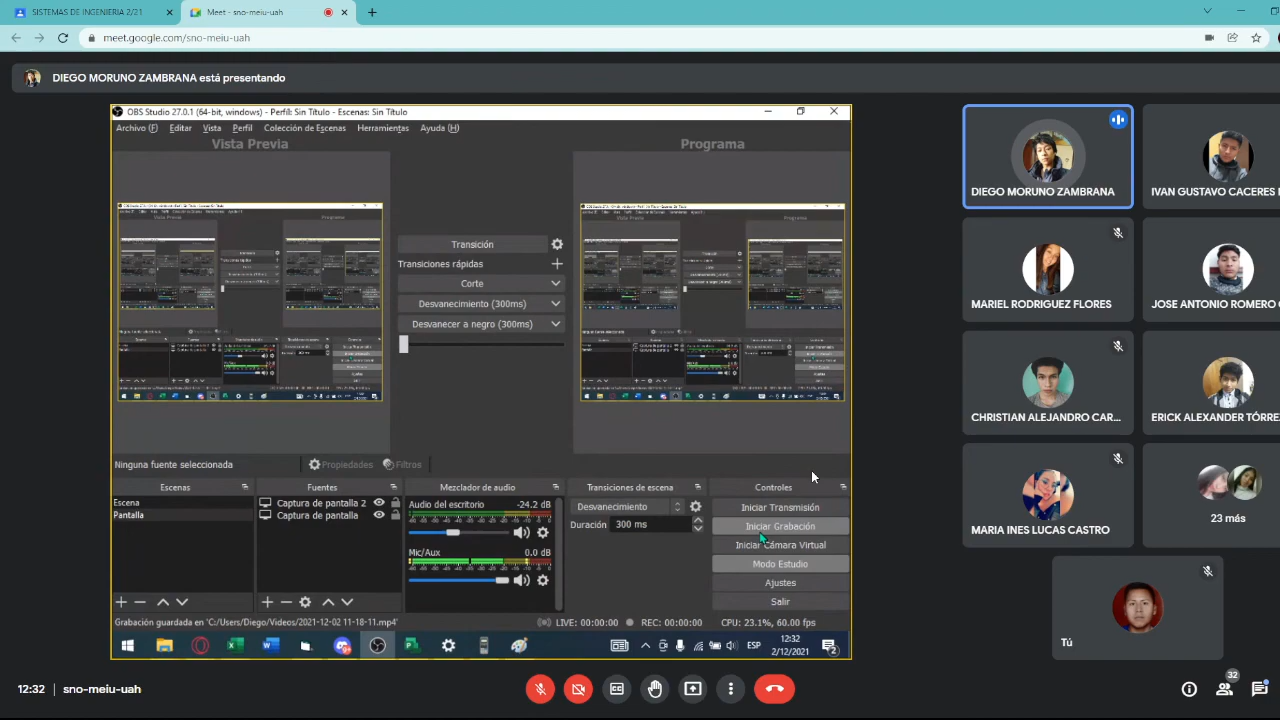 SISTEMAS DE INGENIERIA 2/21
Meet - sno-meiu-uah
meet.google.com/sno-meiu-uah
DIEGO MORUNO ZAMBRANA está presentando
OBS Studio 27.0.1 (64-bit, windows) - Perfil: Sin Título - Escenas: Sin Título
Archivo (F) Editar Vista Perfil Colección de Escenas Herramientas Ayuda (H)
Vista Previa
Programa
Transición
Transiciones rápidas
Corte
Desvanecimiento (300ms)
Desvanecer a negro (300ms)
Ninguna fuente seleccionada
Propiedades
Filtros
Escenas
Escena
Pantalla
Fuentes
Captura de pantalla 2
Captura de pantalla
Mezclador de audio
Audio del escritorio -24.2 dB
Mic/Aux 0.0 dB
Transiciones de escena
Desvanecimiento
Duración 300 ms
Controles
Iniciar Transmisión
Iniciar Grabación
Iniciar Cámara Virtual
Modo Estudio
Ajustes
Salir
Grabación guardada en 'C:/Users/Diego/Videos/2021-12-02 11-18-11.mp4'
LIVE: 00:00:00
REC: 00:00:00
CPU: 23.1%, 60.00 fps
ESP
12:32
2/12/2021
2
DIEGO MORUNO ZAMBRANA
IVAN GUSTAVO CACERES
MARIEL RODRIGUEZ FLORES
JOSE ANTONIO ROMERO
CHRISTIAN ALEJANDRO CAR...
ERICK ALEXANDER TÓRRE
MARIA INES LUCAS CASTRO
23 más
Tú
12:32
sno-meiu-uah
32